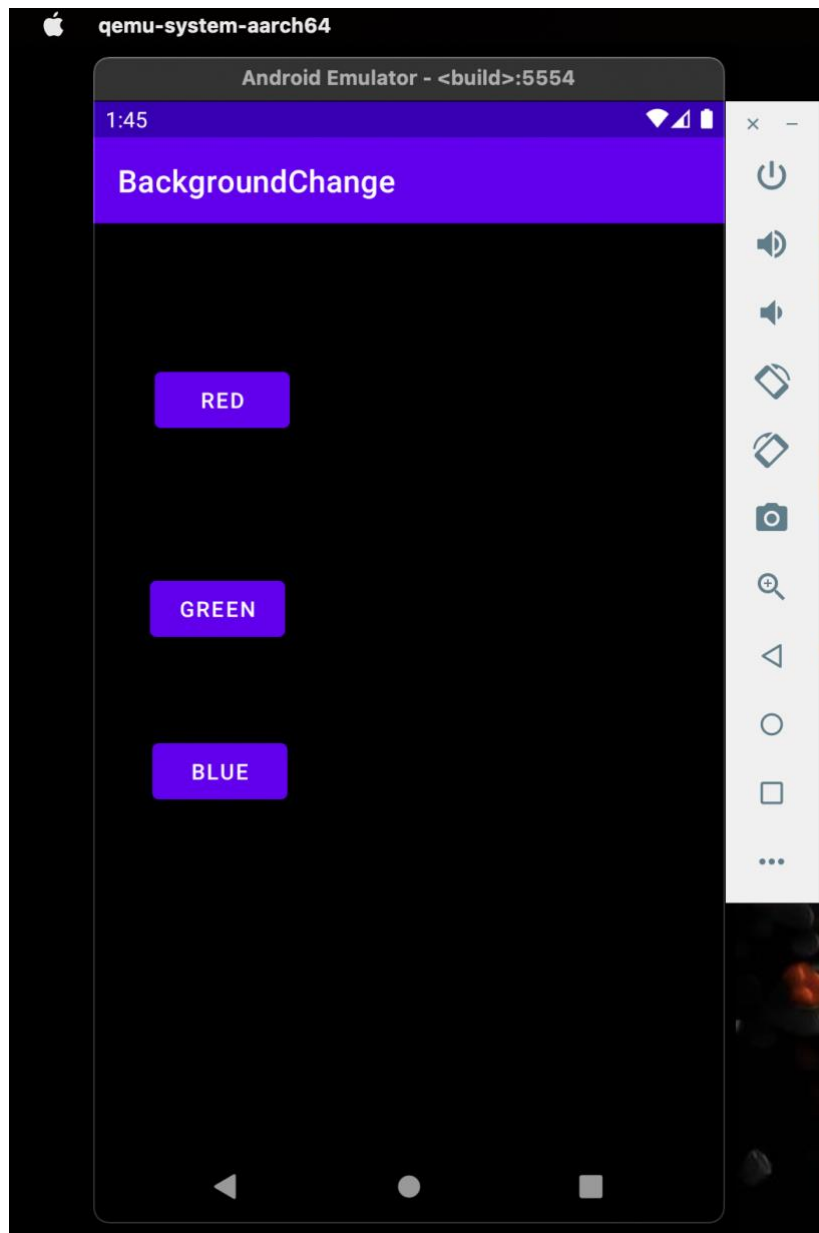 qemu-system-aarch64
Android Emulator - <build>:5554
1:45
BackgroundChange
RED
GREEN
BLUE